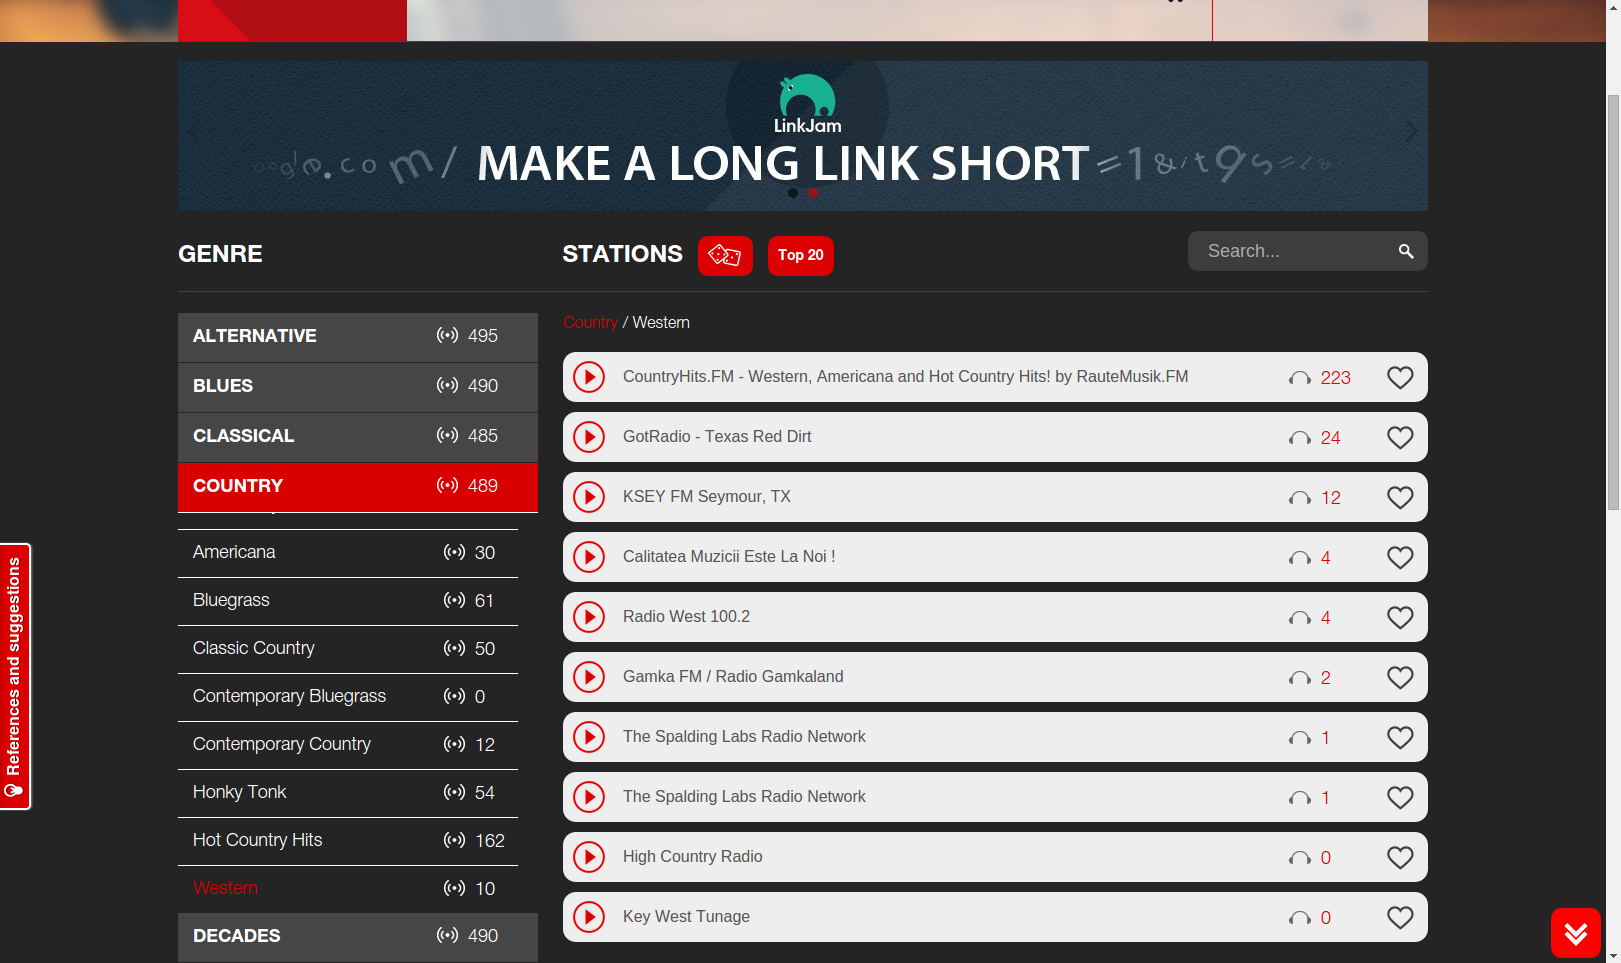 LinkJam
oogle.com/ MAKE A LONG LINK SHORT =1&it9s=1&
GENRE
STATIONS
Top 20
Search...
ALTERNATIVE 495
BLUES 490
CLASSICAL 485
COUNTRY 489
Americana 30
Bluegrass 61
Classic Country 50
Contemporary Bluegrass 0
Contemporary Country 12
Honky Tonk 54
Hot Country Hits 162
Western 10
DECADES 490
Country / Western
CountryHits.FM - Western, Americana and Hot Country Hits! by RauteMusik.FM 223
GotRadio - Texas Red Dirt 24
KSEY FM Seymour, TX 12
Calitatea Muzicii Este La Noi ! 4
Radio West 100.2 4
Gamka FM / Radio Gamkaland 2
The Spalding Labs Radio Network 1
The Spalding Labs Radio Network 1
High Country Radio 0
Key West Tunage 0
References and suggestions